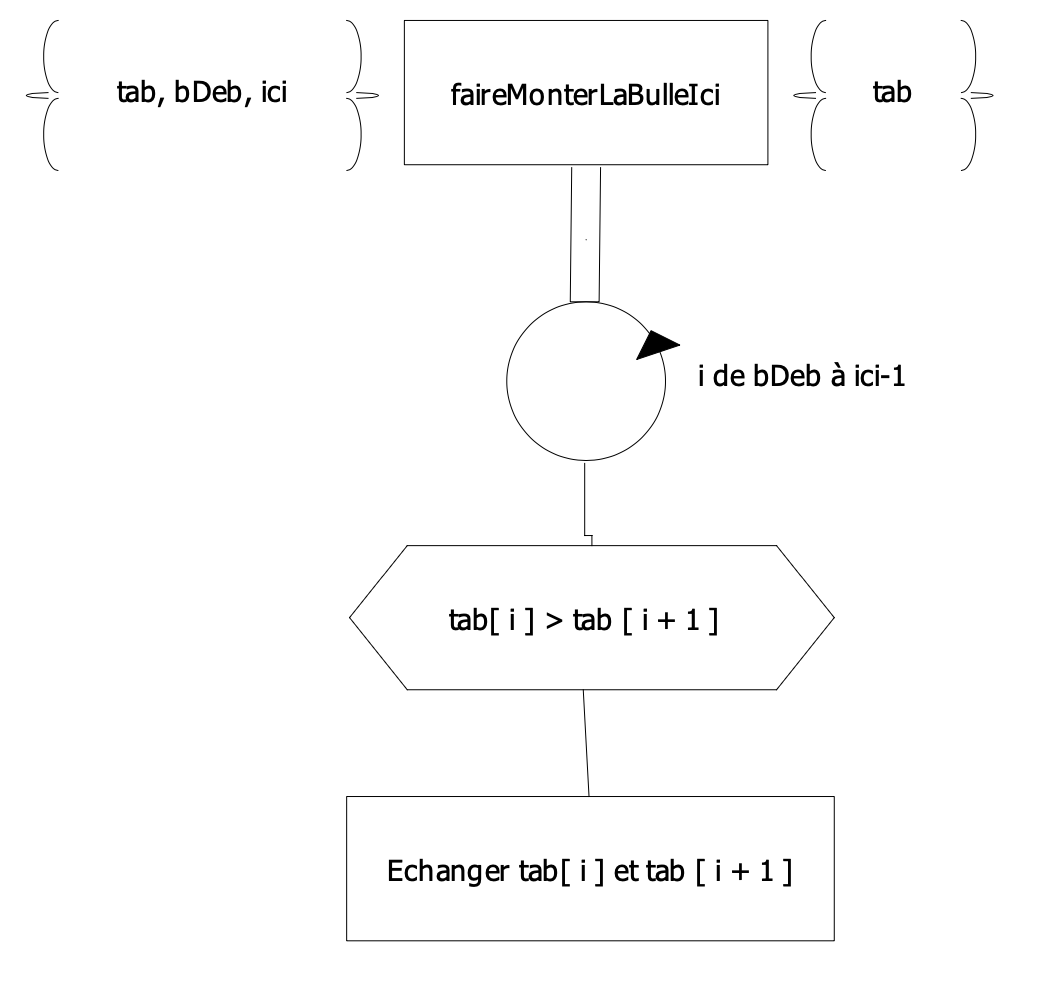 tab, bDeb, ici
faireMonterLaBulleIci
tab
i de bDeb à ici-1
tab[ i ] > tab [ i + 1 ]
Echanger tab[ i ] et tab [ i + 1 ]